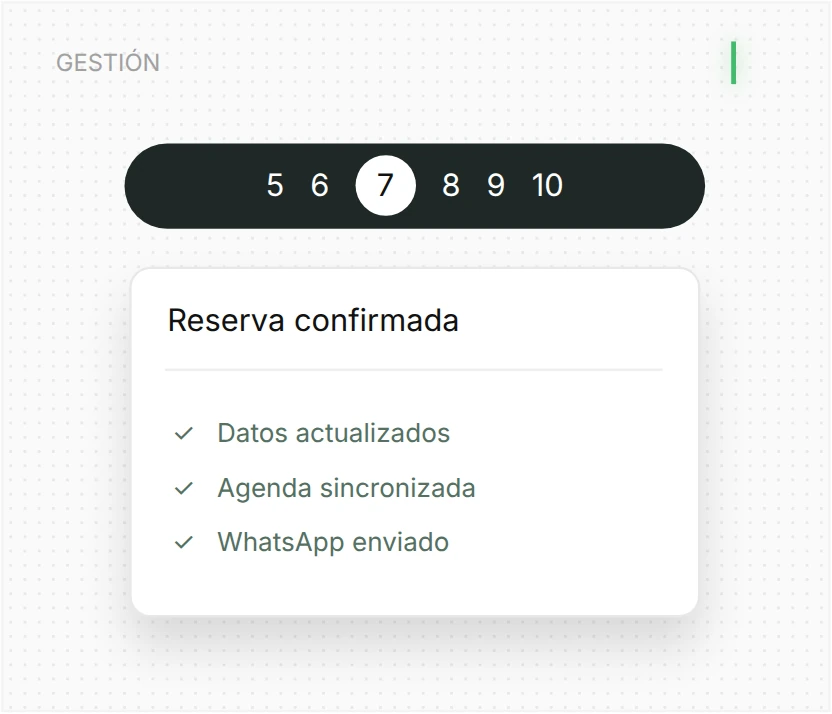 GESTIÓN
5 6 7 8 9 10
Reserva confirmada
Datos actualizados
Agenda sincronizada
WhatsApp enviado